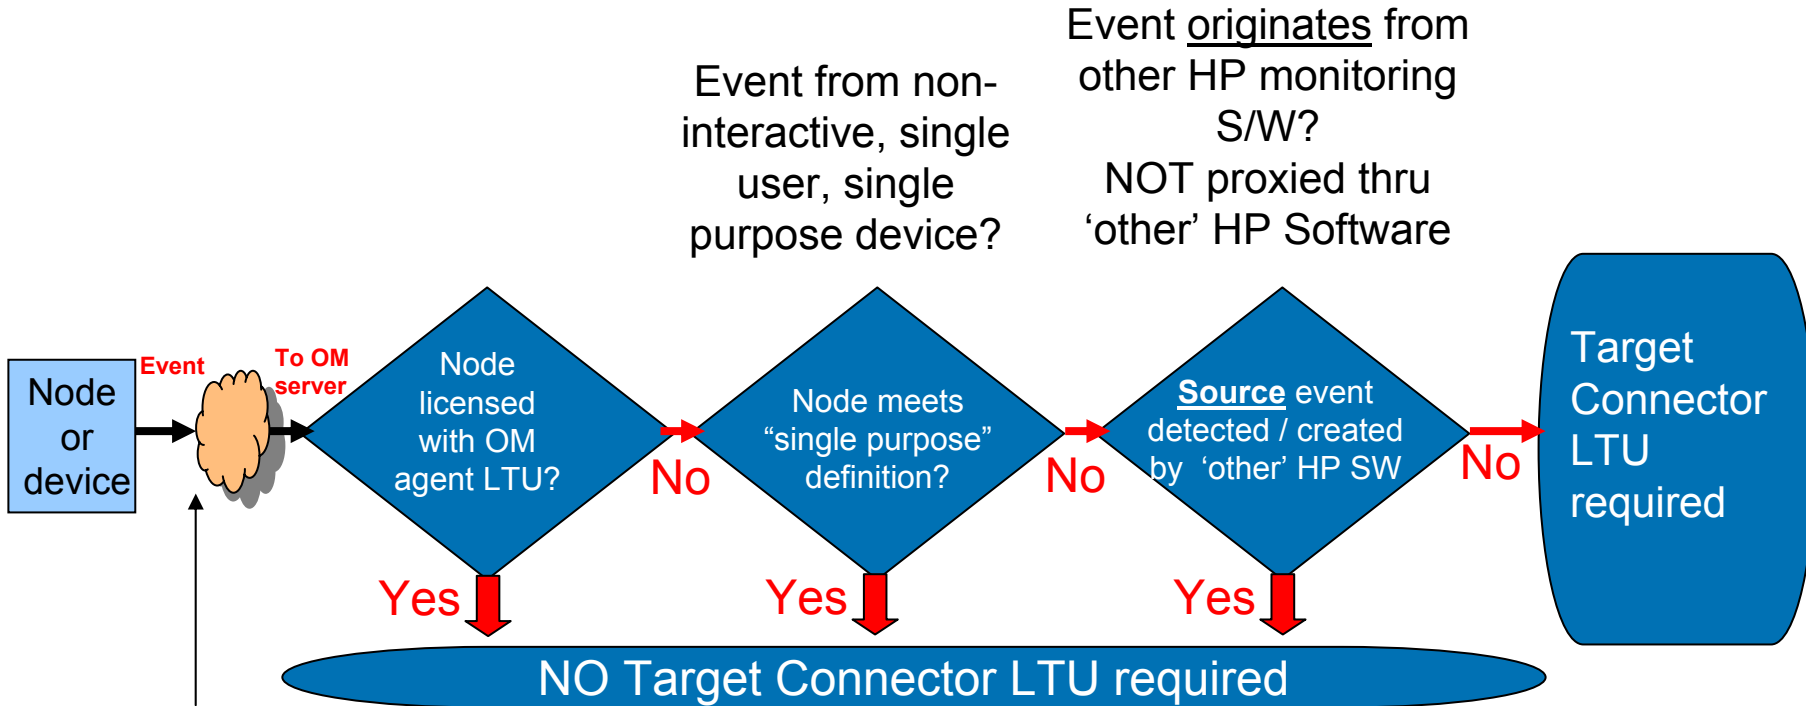 Event originates from
other HP monitoring
S/W?
NOT proxied thru
‘other’ HP Software
Event from non-
interactive, single
user, single
purpose device?
Node
or
device
Event
To OM
server
Node
licensed
with OM
agent LTU?
No
Node meets
“single purpose”
definition?
No
Source event
detected / created
by ‘other’ HP SW
No
Target
Connector
LTU
required
Yes
Yes
Yes
NO Target Connector LTU required